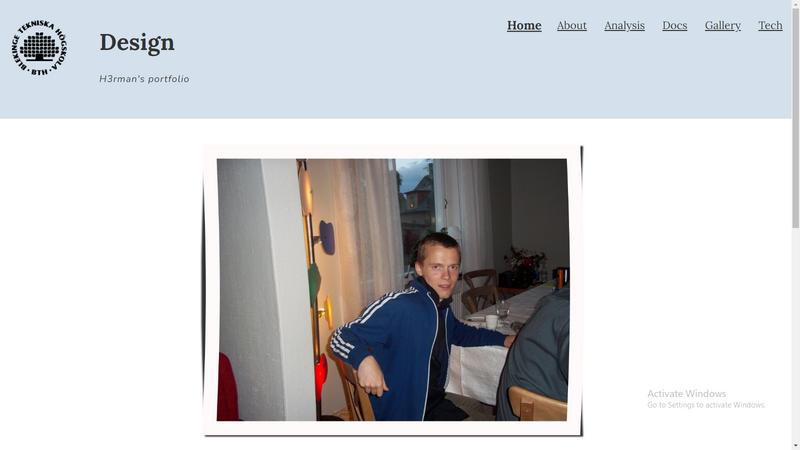 BLEKINGE TEKNISKA HÖGSKOLA · BTH ·
Design
H3rman's portfolio
Home About Analysis Docs Gallery Tech
Activate Windows
Go to Settings to activate Windows.